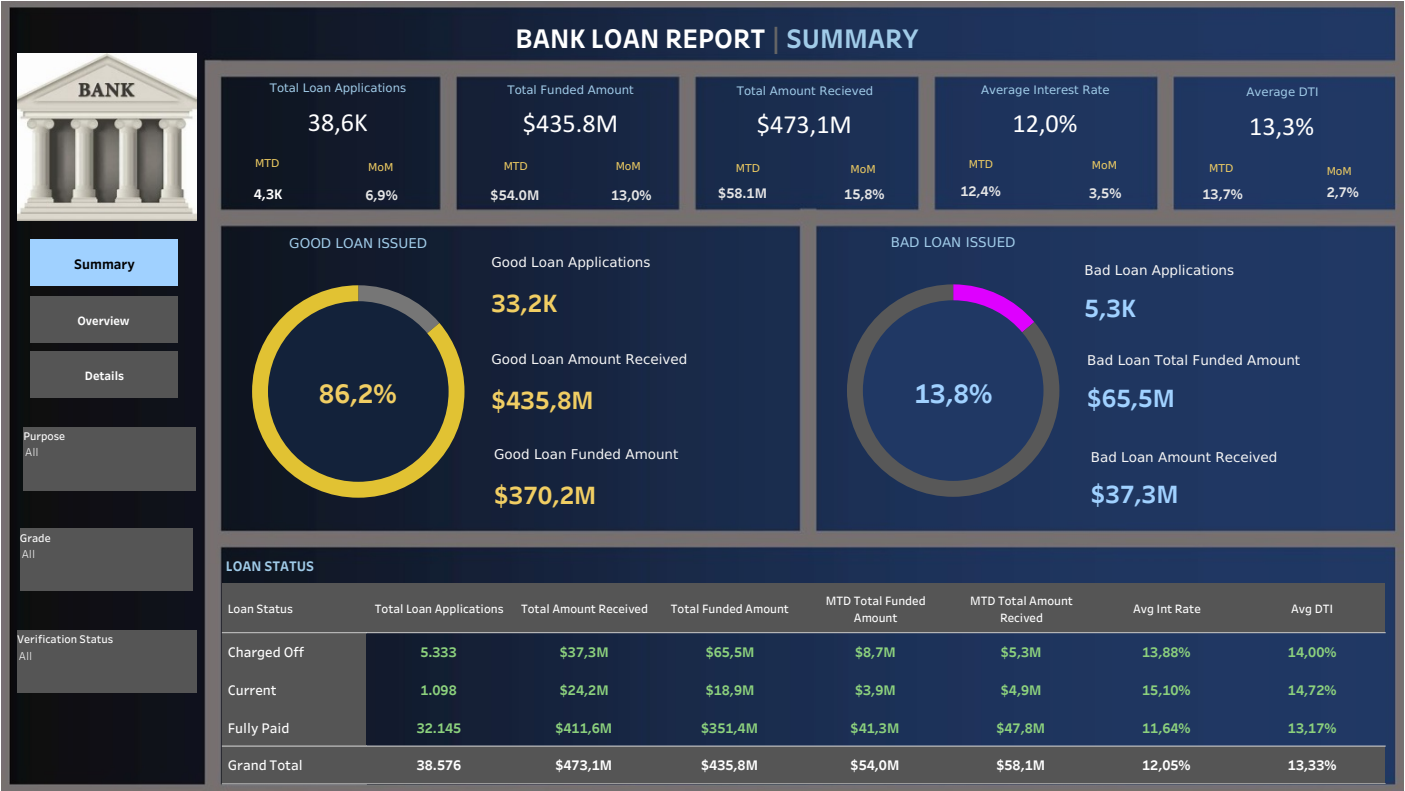 BANK LOAN REPORT | SUMMARY
BANK
Summary
Overview
Details
Purpose
All
Grade
All
Verification Status
All
Total Loan Applications
38,6K
MTD MoM
4,3K 6,9%
Total Funded Amount
$435.8M
MTD MoM
$54.0M 13,0%
Total Amount Recieved
$473,1M
MTD MoM
$58.1M 15,8%
Average Interest Rate
12,0%
MTD MoM
12,4% 3,5%
Average DTI
13,3%
MTD MoM
13,7% 2,7%
GOOD LOAN ISSUED
86,2%
Good Loan Applications
33,2K
Good Loan Amount Received
$435,8M
Good Loan Funded Amount
$370,2M
BAD LOAN ISSUED
13,8%
Bad Loan Applications
5,3K
Bad Loan Total Funded Amount
$65,5M
Bad Loan Amount Received
$37,3M
LOAN STATUS
Loan Status Total Loan Applications Total Amount Received Total Funded Amount MTD Total Funded Amount MTD Total Amount Recived Avg Int Rate Avg DTI
Charged Off 5.333 $37,3M $65,5M $8,7M $5,3M 13,88% 14,00%
Current 1.098 $24,2M $18,9M $3,9M $4,9M 15,10% 14,72%
Fully Paid 32.145 $411,6M $351,4M $41,3M $47,8M 11,64% 13,17%
Grand Total 38.576 $473,1M $435,8M $54,0M $58,1M 12,05% 13,33%